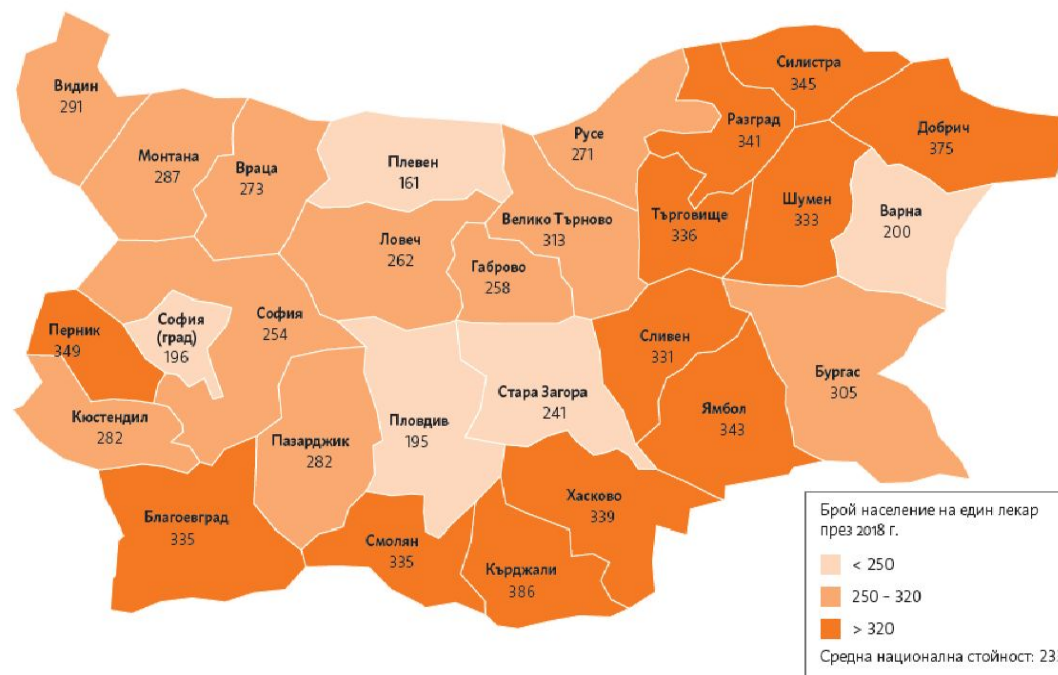 Видин
291
Монтана
287
Враца
273
Плевен
161
Ловеч
262
Габрово
258
Велико Търново
313
Русе
271
Разград
341
Силистра
345
Добрич
375
Търговище
336
Шумен
333
Варна
200
Перник
349
София
(град)
196
София
254
Кюстендил
282
Пазарджик
282
Пловдив
195
Стара Загора
241
Сливен
331
Ямбол
343
Бургас
305
Благоевград
335
Смолян
335
Хасково
339
Кърджали
386
Брой население на един лекар
през 2018 г.
< 250
250 – 320
> 320
Средна национална стойност: